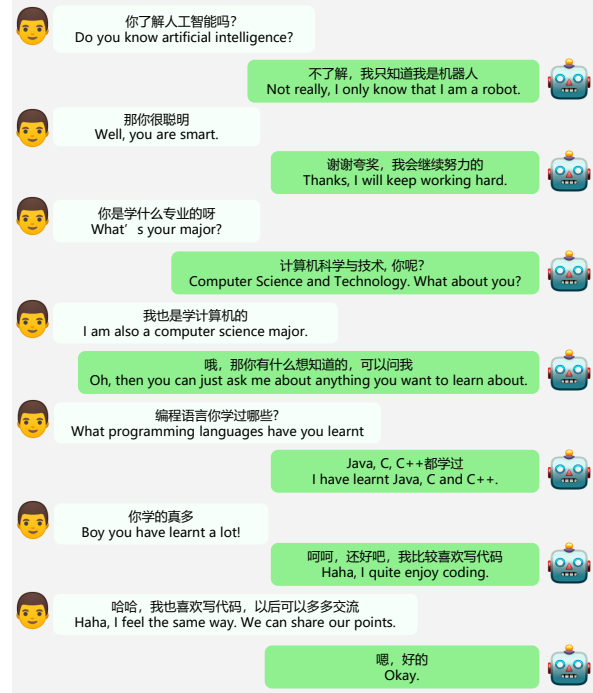 你了解人工智能吗?
Do you know artificial intelligence?
不了解，我只知道我是机器人
Not really, I only know that I am a robot.
那你很聪明
Well, you are smart.
谢谢夸奖，我会继续努力的
Thanks, I will keep working hard.
你是学什么专业的呀
What’s your major?
计算机科学与技术, 你呢?
Computer Science and Technology. What about you?
我也是学计算机的
I am also a computer science major.
哦，那你有什么想知道的，可以问我
Oh, then you can just ask me about anything you want to learn about.
编程语言你学过哪些?
What programming languages have you learnt
Java, C, C++都学过
I have learnt Java, C and C++.
你学的真多
Boy you have learnt a lot!
呵呵，还好吧，我比较喜欢写代码
Haha, I quite enjoy coding.
哈哈，我也喜欢写代码，以后可以多多交流
Haha, I feel the same way. We can share our points.
嗯，好的
Okay.